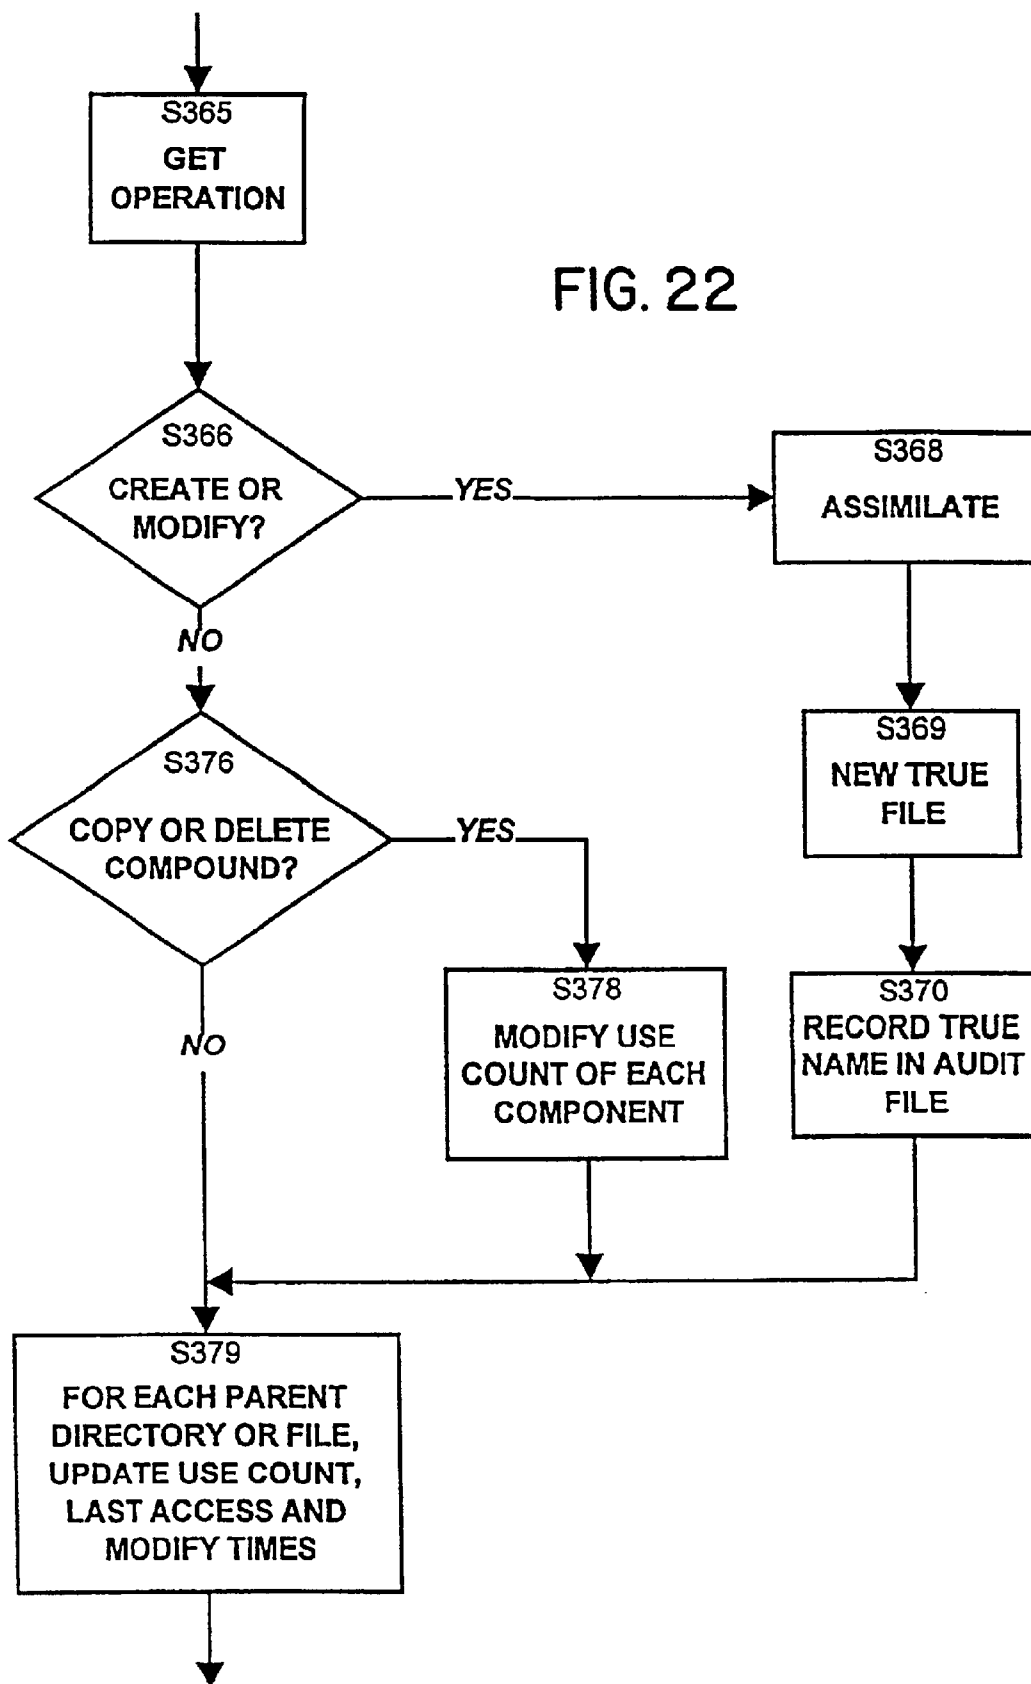 S365
GET
OPERATION
FIG. 22
S366
CREATE OR
MODIFY?
YES
NO
S368
ASSIMILATE
S369
NEW TRUE
FILE
S370
RECORD TRUE
NAME IN AUDIT
FILE
S376
COPY OR DELETE
COMPOUND?
YES
NO
S378
MODIFY USE
COUNT OF EACH
COMPONENT
S379
FOR EACH PARENT
DIRECTORY OR FILE,
UPDATE USE COUNT,
LAST ACCESS AND
MODIFY TIMES